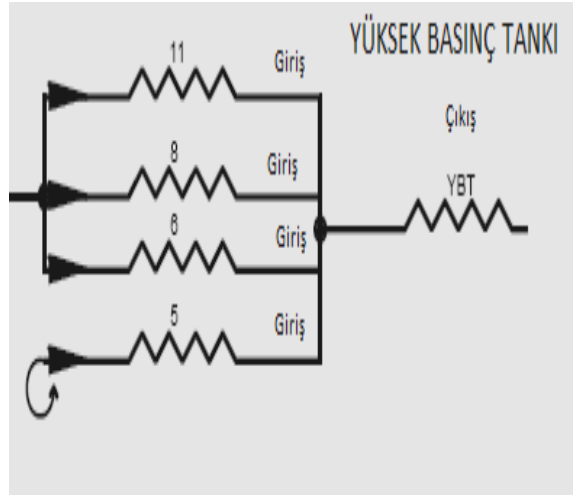 YÜKSEK BASINÇ TANKI
11
Giriş
Çıkış
8
Giriş
YBT
6
Giriş
5
Giriş